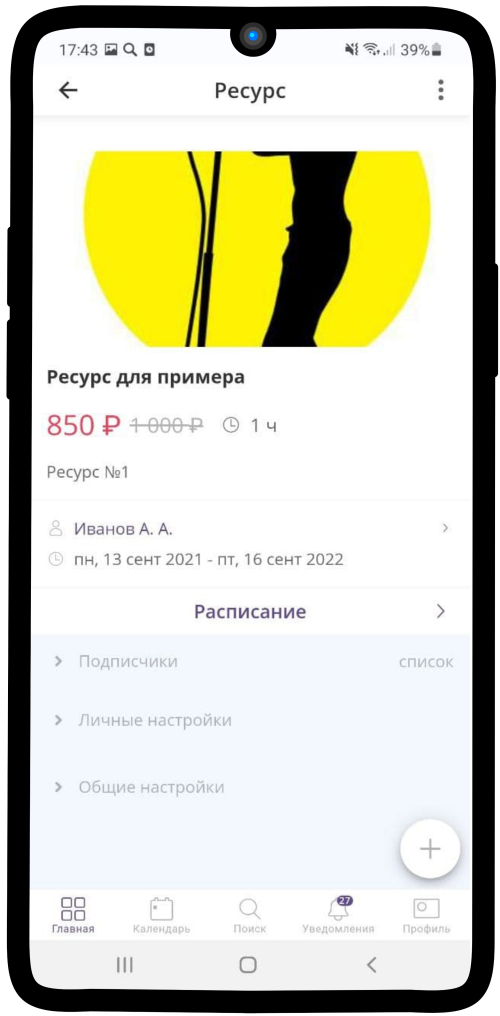 17:43 39%
Ресурс
Ресурс для примера
850 ₽ 1 000 ₽ 1 ч
Ресурс №1
Иванов А. А.
пн, 13 сент 2021 - пт, 16 сент 2022
Расписание
Подписчики список
Личные настройки
Общие настройки
27
Главная Календарь Поиск Уведомления Профиль